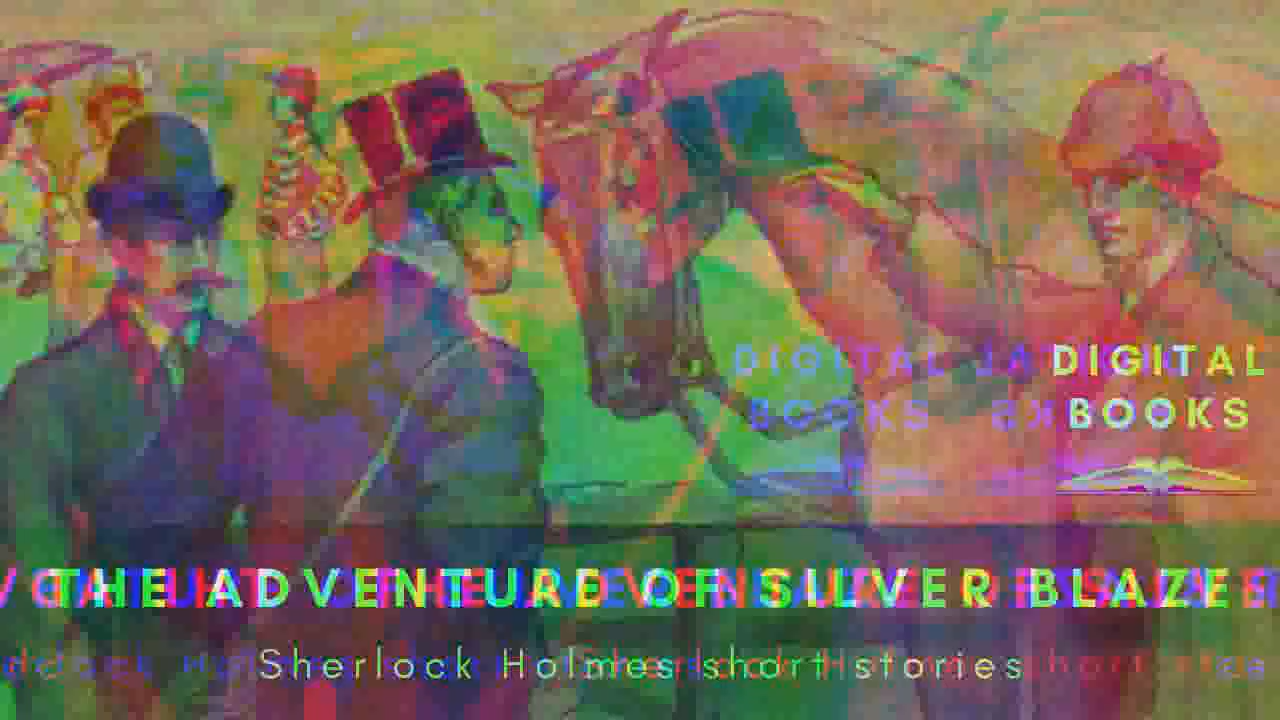 DIGITAL
BOOKS
THE ADVENTURE OF SILVER BLAZE
Sherlock Holmes short stories